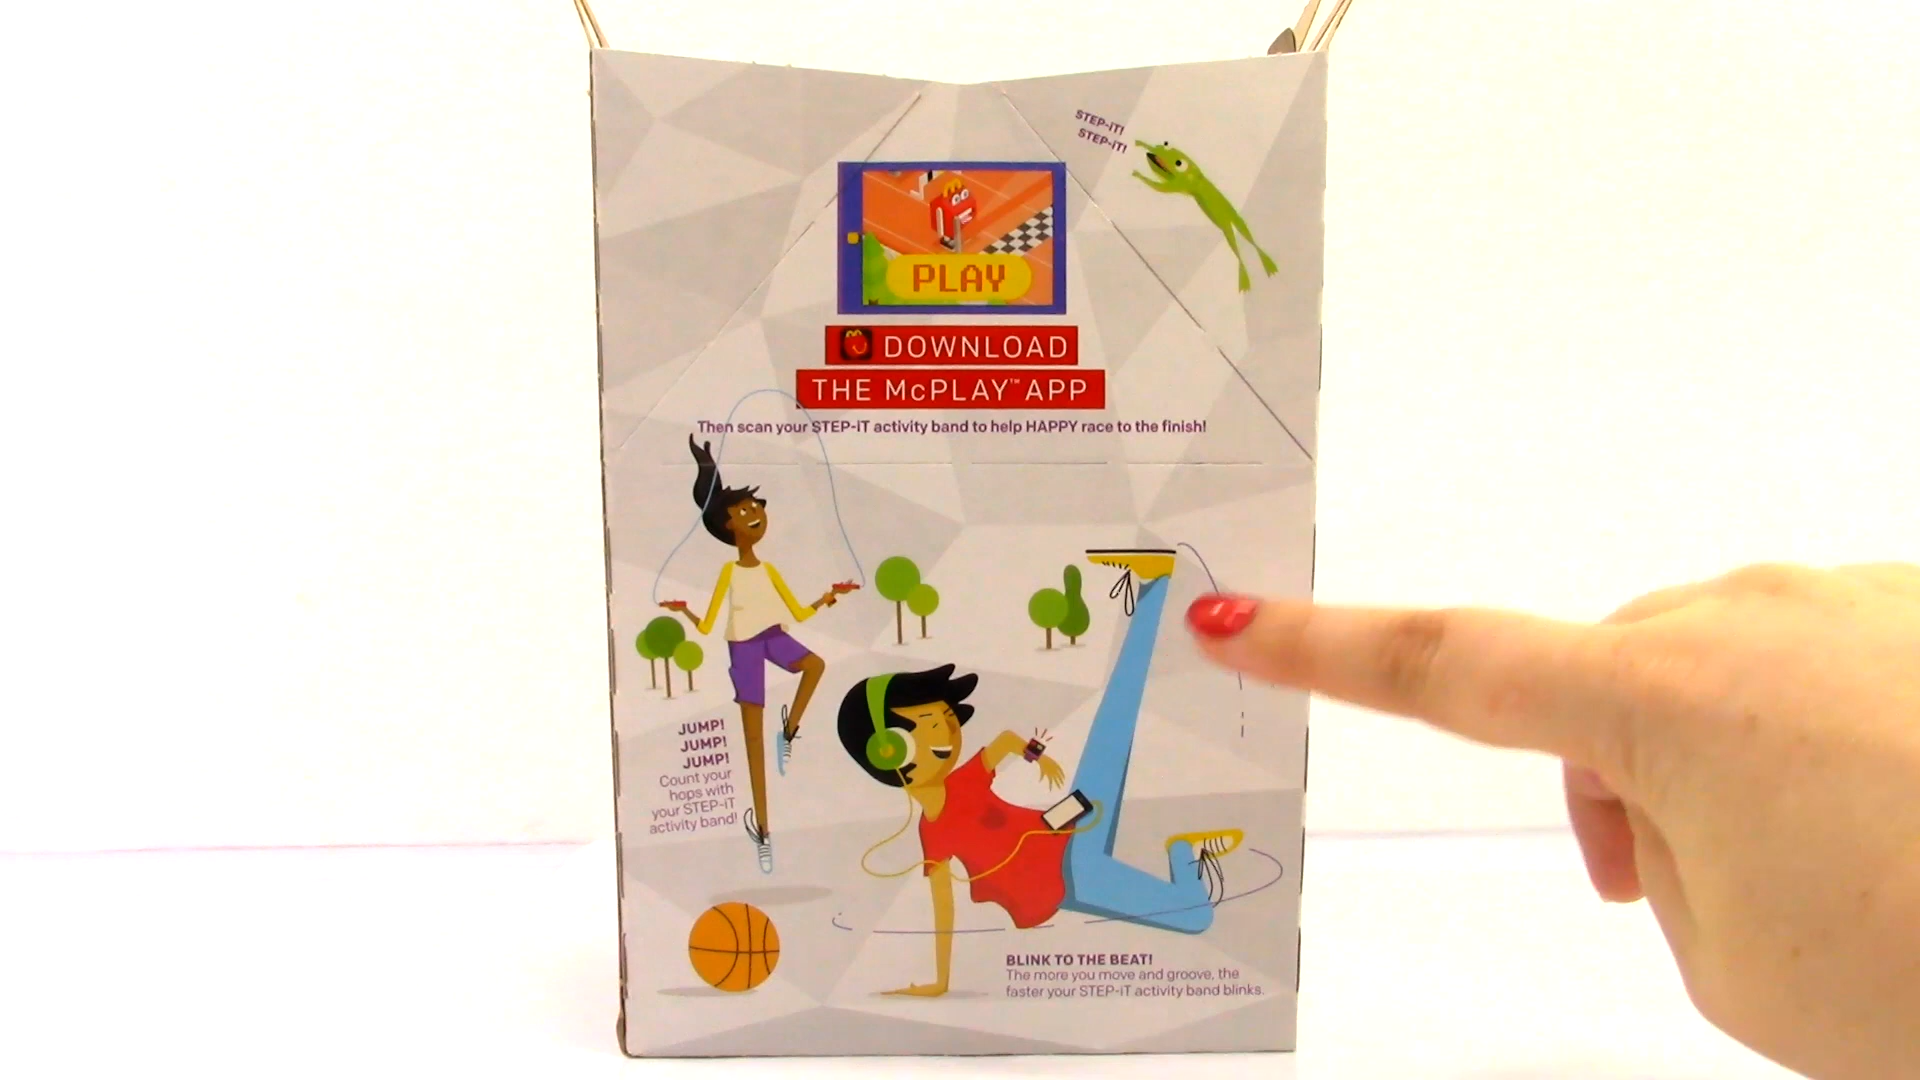 STEP-iT!
STEP-iT!
PLAY
DOWNLOAD
THE McPLAY™ APP
Then scan your STEP-iT activity band to help HAPPY race to the finish!
JUMP!
JUMP!
JUMP!
Count your
hops with
your STEP-iT
activity band!
BLINK TO THE BEAT!
The more you move and groove, the
faster your STEP-iT activity band blinks.